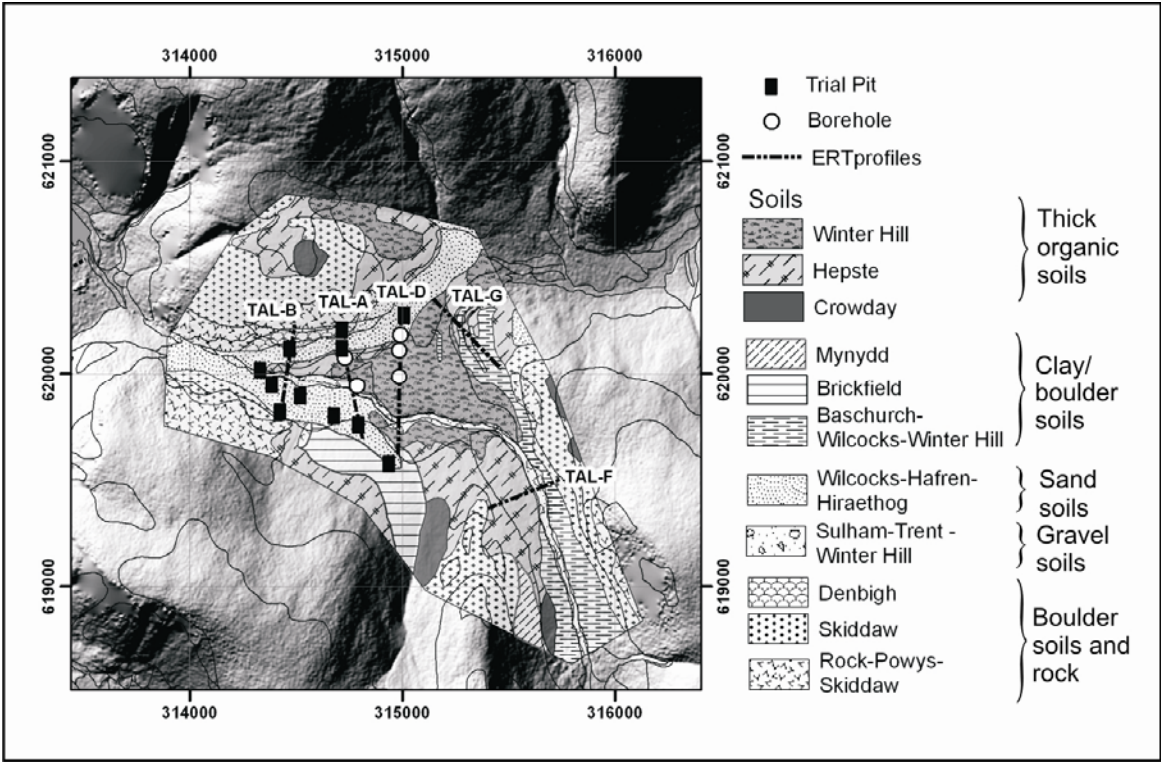 314000 315000 316000
621000 621000
620000 620000
619000 619000
314000 315000 316000
TAL-B TAL-A TAL-D TAL-G
TAL-F
Trial Pit
Borehole
ERTprofiles
Soils
Winter Hill
Hepste
Crowday
Thick
organic
soils
Mynydd
Brickfield
Baschurch-
Wilcocks-Winter Hill
Clay/
boulder
soils
Wilcocks-Hafren-
Hiraethog
Sand
soils
Sulham-Trent -
Winter Hill
Gravel
soils
Denbigh
Skiddaw
Rock-Powys-
Skiddaw
Boulder
soils and
rock